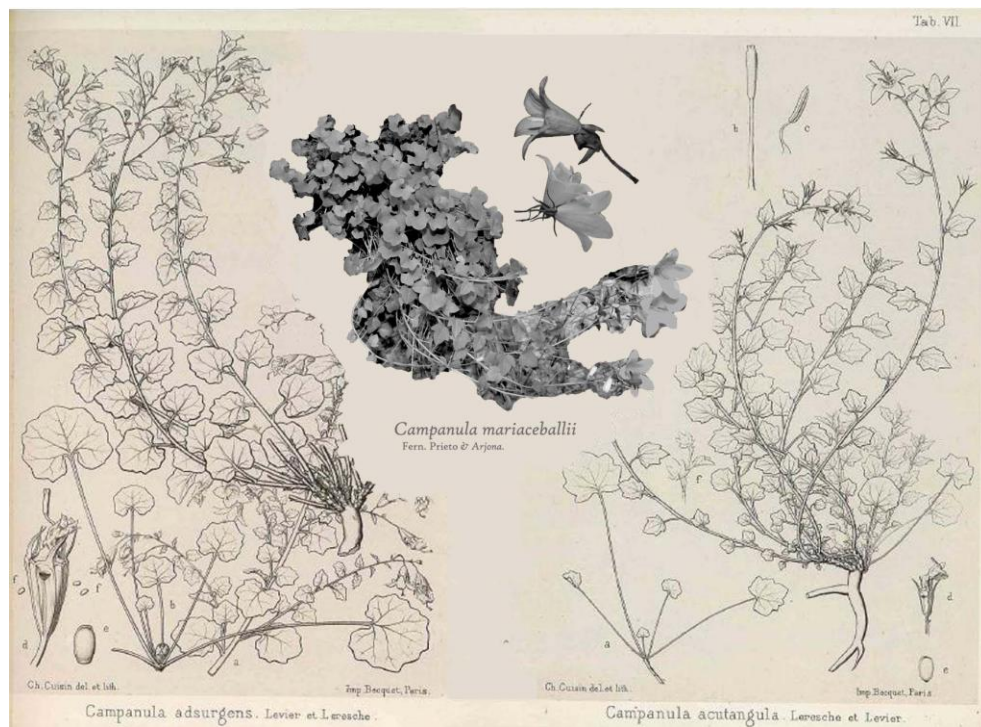 Tab. VII.
b
c
Campanula mariaceballii
Fern. Prieto & Arjona.
f
f
f
b
a
d
e
a
d
e
Ch. Cuisin del et lith.
Imp. Becquet, Paris.
Ch. Cuisin del. et lith.
Imp. Becquet, Paris.
Campanula adsurgens. Levier et Leresche.
Campanula acutangula. Leresche et Levier.